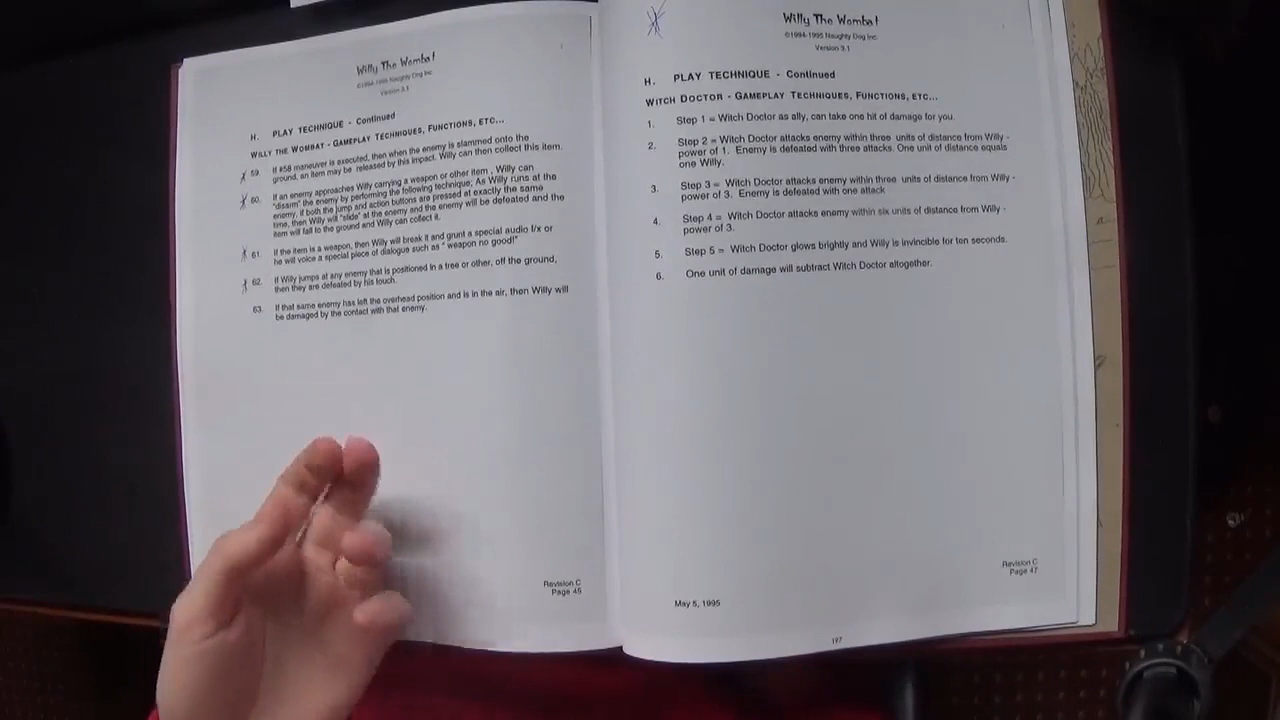 Willy The Wombat
©1994-1995 Naughty Dog Inc
Version 3.1
H. PLAY TECHNIQUE - Continued
WILLY THE WOMBAT - GAMEPLAY TECHNIQUES, FUNCTIONS, ETC...
59. If #58 maneuver is executed, then when the enemy is slammed onto the
ground, an item may be released by this impact. Willy can then collect this item.
60. If an enemy approaches Willy carrying a weapon or other item , Willy can
"disarm" the enemy by performing the following technique; As Willy runs at the
enemy, if both the jump and action buttons are pressed at exactly the same
time, then Willy will "slide" at the enemy and the enemy will be defeated and the
item will fall to the ground and Willy can collect it.
61. If the item is a weapon, then Willy will break it and grunt a special audio f/x or
he will voice a special piece of dialogue such as " weapon no good!"
62. If Willy jumps at any enemy that is positioned in a tree or other, off the ground,
then they are defeated by his touch.
63. If that same enemy has left the overhead position and is in the air, then Willy will
be damaged by the contact with that enemy.
Revision C
Page 45
Willy The Wombat
©1994-1995 Naughty Dog Inc
Version 3.1
H. PLAY TECHNIQUE - Continued
WITCH DOCTOR - GAMEPLAY TECHNIQUES, FUNCTIONS, ETC...
1. Step 1 = Witch Doctor as ally, can take one hit of damage for you.
2. Step 2 = Witch Doctor attacks enemy within three units of distance from Willy -
power of 1. Enemy is defeated with three attacks. One unit of distance equals
one Willy.
3. Step 3 = Witch Doctor attacks enemy within three units of distance from Willy -
power of 3. Enemy is defeated with one attack
4. Step 4 = Witch Doctor attacks enemy within six units of distance from Willy -
power of 3.
5. Step 5 = Witch Doctor glows brightly and Willy is invincible for ten seconds.
6. One unit of damage will subtract Witch Doctor altogether.
Revision C
Page 47
May 5, 1995
197